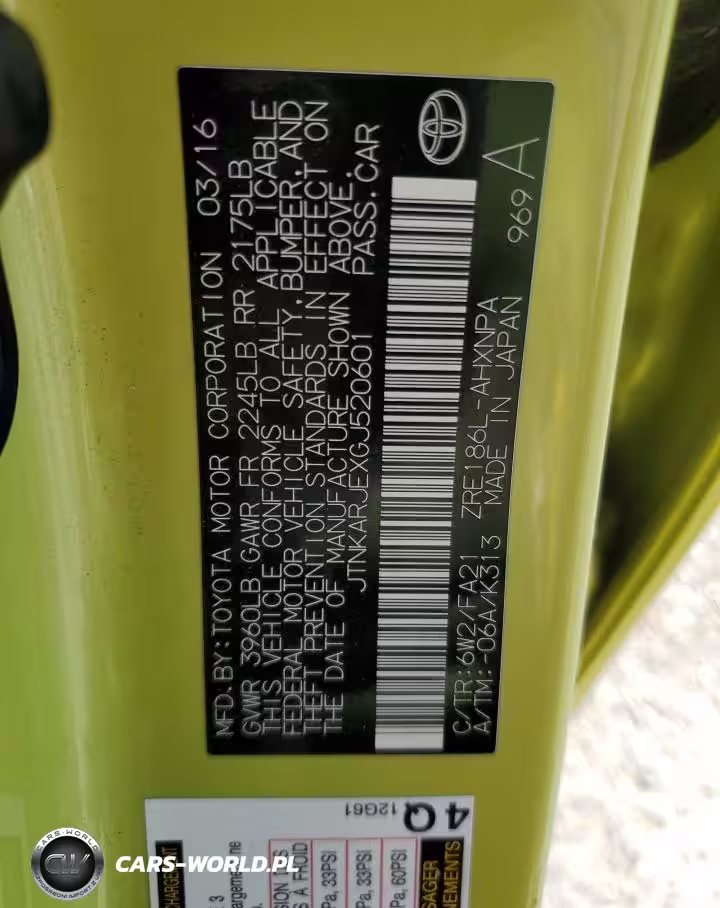 MFD. BY: TOYOTA MOTOR CORPORATION 03/16
GVWR 3960LB GAWR FR 2245LB RR 2175LB
THIS VEHICLE CONFORMS TO ALL APPLICABLE
FEDERAL MOTOR VEHICLE SAFETY, BUMPER, AND
THEFT PREVENTION STANDARDS IN EFFECT ON
THE DATE OF MANUFACTURE SHOWN ABOVE.
JTNKARJEXGJ520601 PASS. CAR
C/TR: 6W2/FA21 ZRE186L-AHXNPA
A/TM: -06A/K313 MADE IN JAPAN 969 A
4Q
12G61
33PSI
33PSI
60PSI
CARS-WORLD
CW
CARS-WORLD.PL